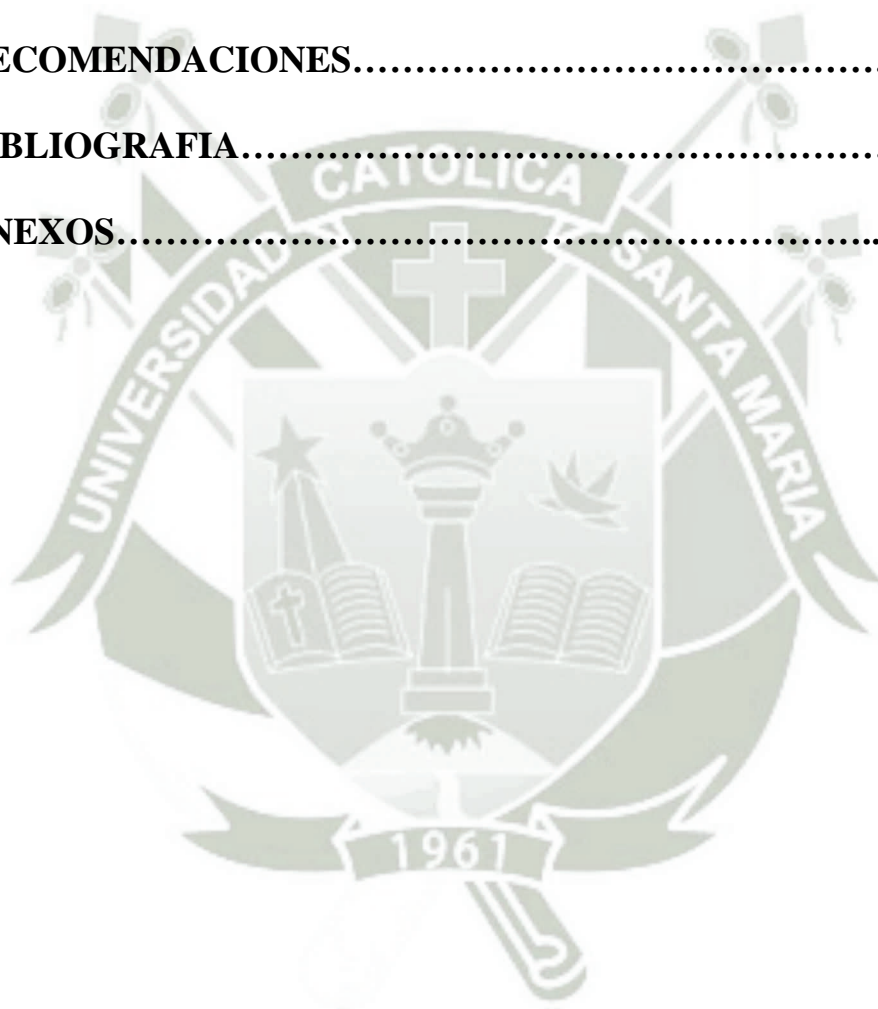 ECOMENDACIONES……………………………………………
BLIOGRAFIA……………………………………………………
NEXOS………………………………………………………...
UNIVERSIDAD CATOLICA SANTA MARIA
1961